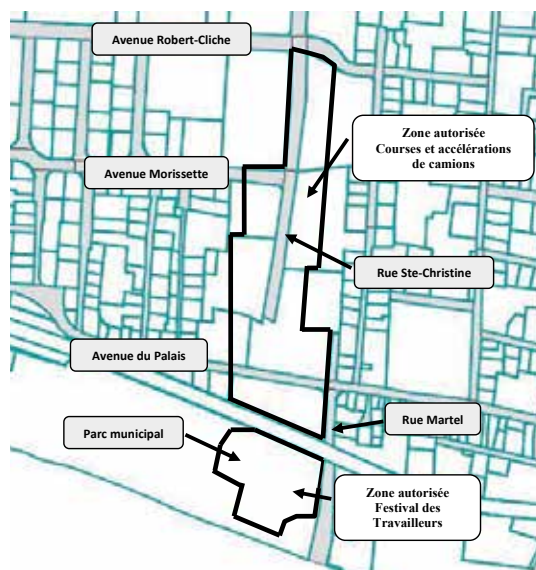 Avenue Robert-Cliche
Zone autorisée
Courses et accélérations
de camions
Avenue Morissette
Rue Ste-Christine
Avenue du Palais
Rue Martel
Parc municipal
Zone autorisée
Festival des
Travailleurs